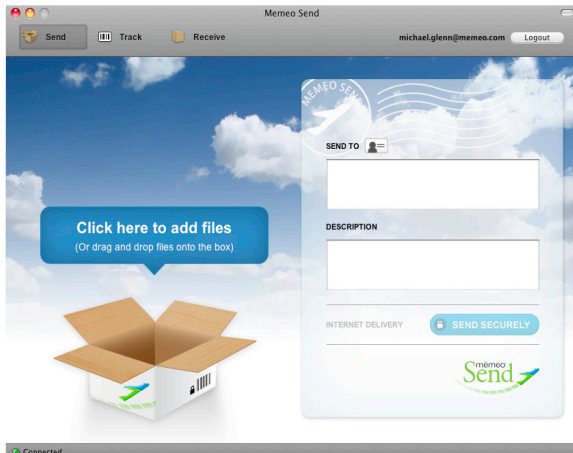 Memeo Send
Send
Track
Receive
michael.glenn@memeo.com
Logout
MEMEO SEND
SEND TO
Click here to add files
(Or drag and drop files onto the box)
DESCRIPTION
INTERNET DELIVERY
SEND SECURELY
memeo
Send
Connected